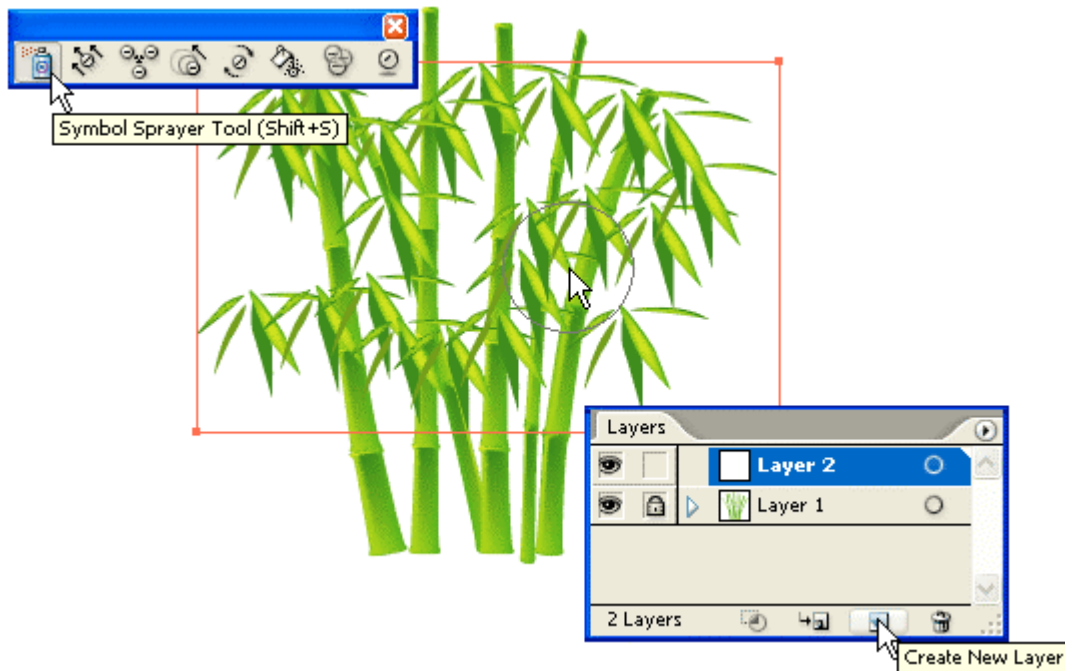 Symbol Sprayer Tool (Shift+S)
Layers
Layer 2
Layer 1
2 Layers
Create New Layer